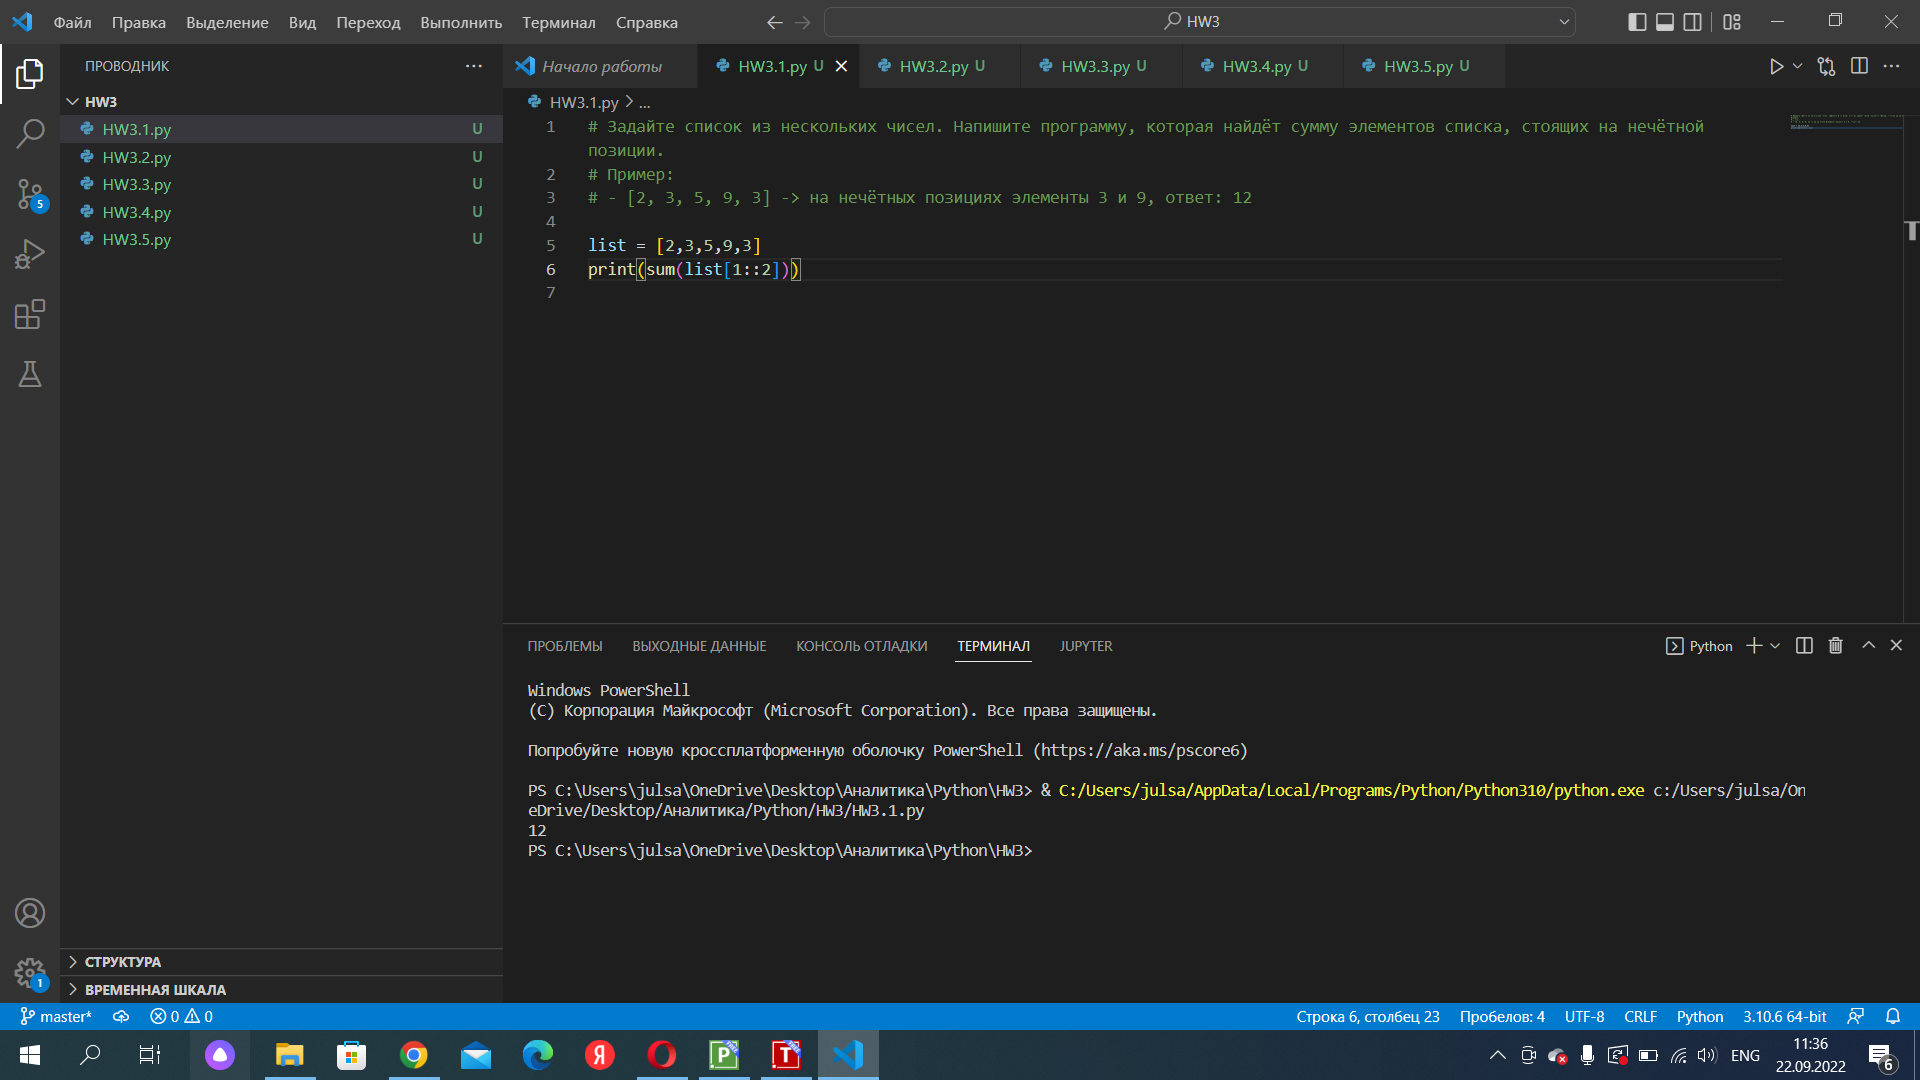 Файл Правка Выделение Вид Переход Выполнить Терминал Справка HW3
ПРОВОДНИК
HW3
HW3.1.py U
HW3.2.py U
HW3.3.py U
HW3.4.py U
HW3.5.py U
5
1
СТРУКТУРА
ВРЕМЕННАЯ ШКАЛА
Начало работы HW3.1.py U HW3.2.py U HW3.3.py U HW3.4.py U HW3.5.py U
HW3.1.py > ...
1 # Задайте список из нескольких чисел. Напишите программу, которая найдёт сумму элементов списка, стоящих на нечётной
позиции.
2 # Пример:
3 # - [2, 3, 5, 9, 3] -> на нечётных позициях элементы 3 и 9, ответ: 12
4
5 list = [2,3,5,9,3]
6 print(sum(list[1::2]))
7
ПРОБЛЕМЫ ВЫХОДНЫЕ ДАННЫЕ КОНСОЛЬ ОТЛАДКИ ТЕРМИНАЛ JUPYTER Python
Windows PowerShell
(C) Корпорация Майкрософт (Microsoft Corporation). Все права защищены.
Попробуйте новую кроссплатформенную оболочку PowerShell (https://aka.ms/pscore6)
PS C:\Users\julsa\OneDrive\Desktop\Аналитика\Python\HW3> & C:/Users/julsa/AppData/Local/Programs/Python/Python310/python.exe c:/Users/julsa/On
eDrive/Desktop/Аналитика/Python/HW3/HW3.1.py
12
PS C:\Users\julsa\OneDrive\Desktop\Аналитика\Python\HW3>
master* 0 0 Строка 6, столбец 23 Пробелов: 4 UTF-8 CRLF Python 3.10.6 64-bit
Я P T ENG 11:36
22.09.2022 6